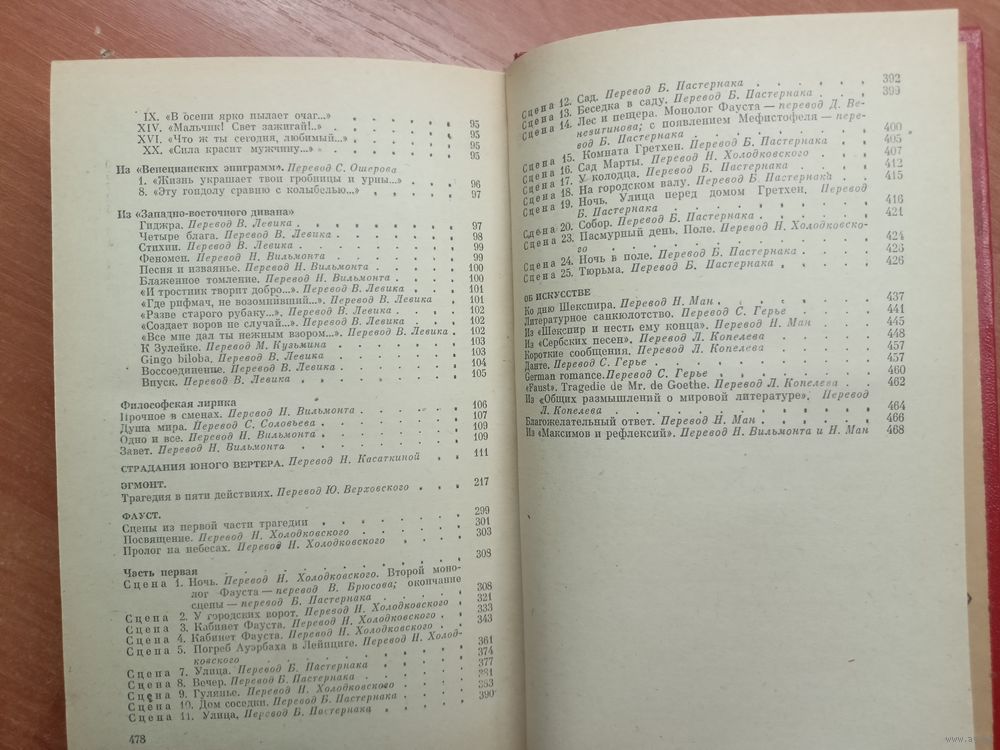 IX. «В осени ярко пылает очаг...» 95
XIV. «Мальчик! Свет зажигай!..» 95
XVI. «Что ж ты сегодня, любимый...» 95
XX. «Сила красит мужчину...» 95
Из «Венецианских эпиграмм». Перевод С. Ошерова
1. «Жизнь украшает твои гробницы и урны...» 96
8. «Эту гондолу сравню с колыбелью...» 97
Из «Западно-восточного дивана»
Гиджра. Перевод В. Левика 97
Четыре блага. Перевод В. Левика 98
Стихии. Перевод В. Левика 99
Феномен. Перевод Н. Вильмонта 99
Песня и изваянье. Перевод Н. Вильмонта 100
Блаженное томление. Перевод Н. Вильмонта 100
«И тростник творит добро...». Перевод В. Левика 101
«Где рифмач, не возомнивший...». Перевод В. Левика 101
«Разве старого рубаку...». Перевод В. Левика 102
«Создает воров не случай...». Перевод В. Левика 102
«Все мне дал ты нежным взором...». Перевод В. Левика 102
К Зулейке. Перевод М. Кузьмина 103
Gingo biloba. Перевод В. Левика 103
Воссоединение. Перевод В. Левика 104
Впуск. Перевод В. Левика 105
Философская лирика
Прочное в сменах. Перевод Н. Вильмонта 106
Душа мира. Перевод С. Соловьева 107
Одно и все. Перевод Н. Вильмонта 109
Завет. Перевод Н. Вильмонта 109
СТРАДАНИЯ ЮНОГО ВЕРТЕРА. Перевод Н. Касаткиной 111
ЭГМОНТ.
Трагедия в пяти действиях. Перевод Ю. Верховского 217
ФАУСТ.
Сцены из первой части трагедии 299
Посвящение. Перевод Н. Холодковского 301
Пролог на небесах. Перевод Н. Холодковского 303
Часть первая 308
Сцена 1. Ночь. Перевод Н. Холодковского. Второй моно-
лог Фауста — перевод В. Брюсова; окончание
сцены — перевод Б. Пастернака 308
Сцена 2. У городских ворот. Перевод Н. Холодковского 321
Сцена 3. Кабинет Фауста. Перевод Н. Холодковского 333
Сцена 4. Кабинет Фауста. Перевод Н. Холодковского 343
Сцена 5. Погреб Ауэрбаха в Лейпциге. Перевод Н. Холод-
ковского 361
Сцена 7. Улица. Перевод Б. Пастернака 374
Сцена 8. Вечер. Перевод Б. Пастернака 377
Сцена 9. Гулянье. Перевод Н. Холодковского 381
Сцена 10. Дом соседки. Перевод Б. Пастернака 383
Сцена 11. Улица, Перевод Б. Пастернака 390
478
Сцена 12. Сад. Перевод Б. Пастернака 392
Сцена 13. Беседка в саду. Перевод Б. Пастернака 399
Сцена 14. Лес и пещера. Монолог Фауста — перевод Д. Ве-
невитинова; с появлением Мефистофеля — пере-
вод Б. Пастернака 400
Сцена 15. Комната Гретхен. Перевод Б. Пастернака 405
Сцена 16. Сад Марты. Перевод Н. Холодковского 407
Сцена 17. У колодца. Перевод Б. Пастернака 412
Сцена 18. На городском валу. Перевод Б. Пастернака 415
Сцена 19. Ночь. Улица перед домом Гретхен. Перевод
Б. Пастернака 416
Сцена 20. Собор. Перевод Б. Пастернака 421
Сцена 23. Пасмурный день. Поле. Перевод Н. Холодковско-
го 424
Сцена 24. Ночь в поле. Перевод Б. Пастернака 426
Сцена 25. Тюрьма. Перевод Б. Пастернака 426
ОБ ИСКУССТВЕ
Ко дню Шекспира. Перевод Н. Ман 437
Литературное санкюлотство. Перевод С. Герье 441
Из «Шекспир и несть ему конца». Перевод Н. Ман 445
Из «Сербских песен». Перевод Л. Копелева 448
Короткие сообщения. Перевод Л. Копелева 457
Данте. Перевод С. Герье 457
German romance. Перевод С. Герье 460
«Faust». Tragedie de Mr. de Goethe. Перевод Л. Копелева 462
Из «Общих размышлений о мировой литературе». Перевод
Л. Копелева 464
Благожелательный ответ. Перевод Н. Ман 466
Из «Максимов и рефлексий». Перевод Н. Вильмонта и Н. Ман 468